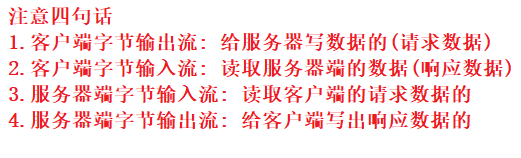 注意四句话
1.客户端字节输出流: 给服务器写数据的(请求数据)
2.客户端字节输入流: 读取服务器端的数据(响应数据)
3.服务器端字节输入流: 读取客户端的请求数据的
4.服务器端字节输出流: 给客户端写出响应数据的